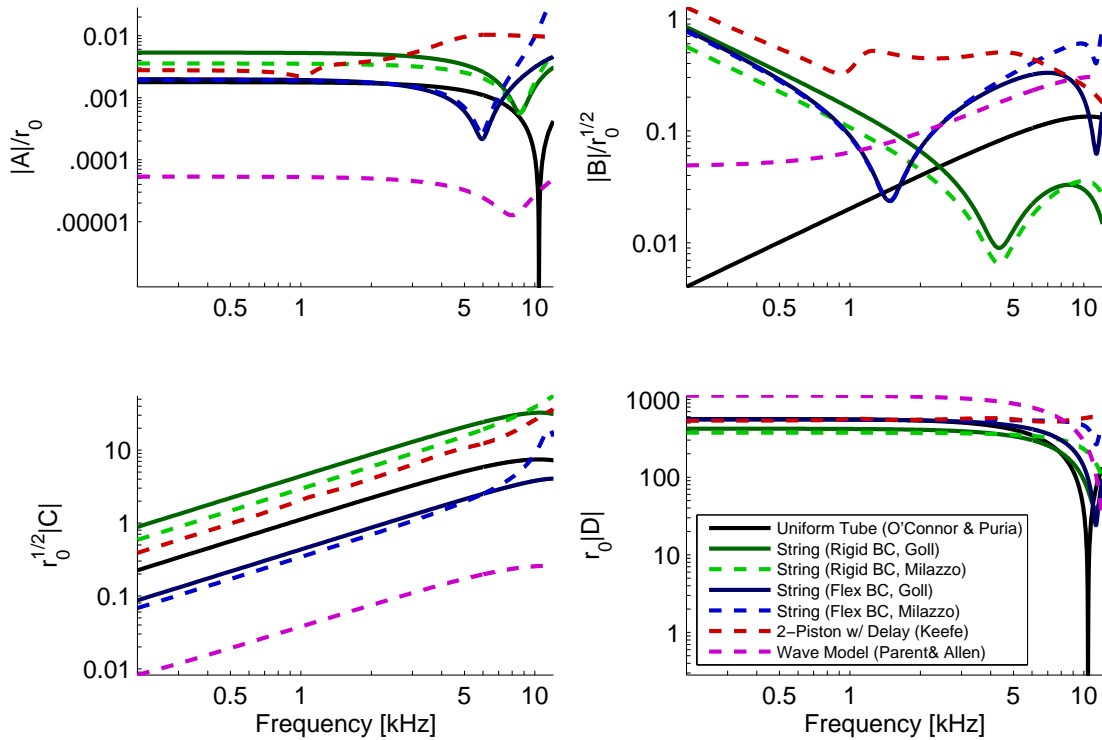 0.01
.001
.0001
.00001
|A|/r0
0.5
1
5
10
1
0.1
0.01
|B|/r0^1/2
0.5
1
5
10
10
1
0.1
0.01
r0^1/2|C|
0.5
1
5
10
Frequency [kHz]
1000
100
10
1
r0|D|
Uniform Tube (O'Connor & Puria)
String (Rigid BC, Goll)
String (Rigid BC, Milazzo)
String (Flex BC, Goll)
String (Flex BC, Milazzo)
2−Piston w/ Delay (Keefe)
Wave Model (Parent& Allen)
0.5
1
5
10
Frequency [kHz]